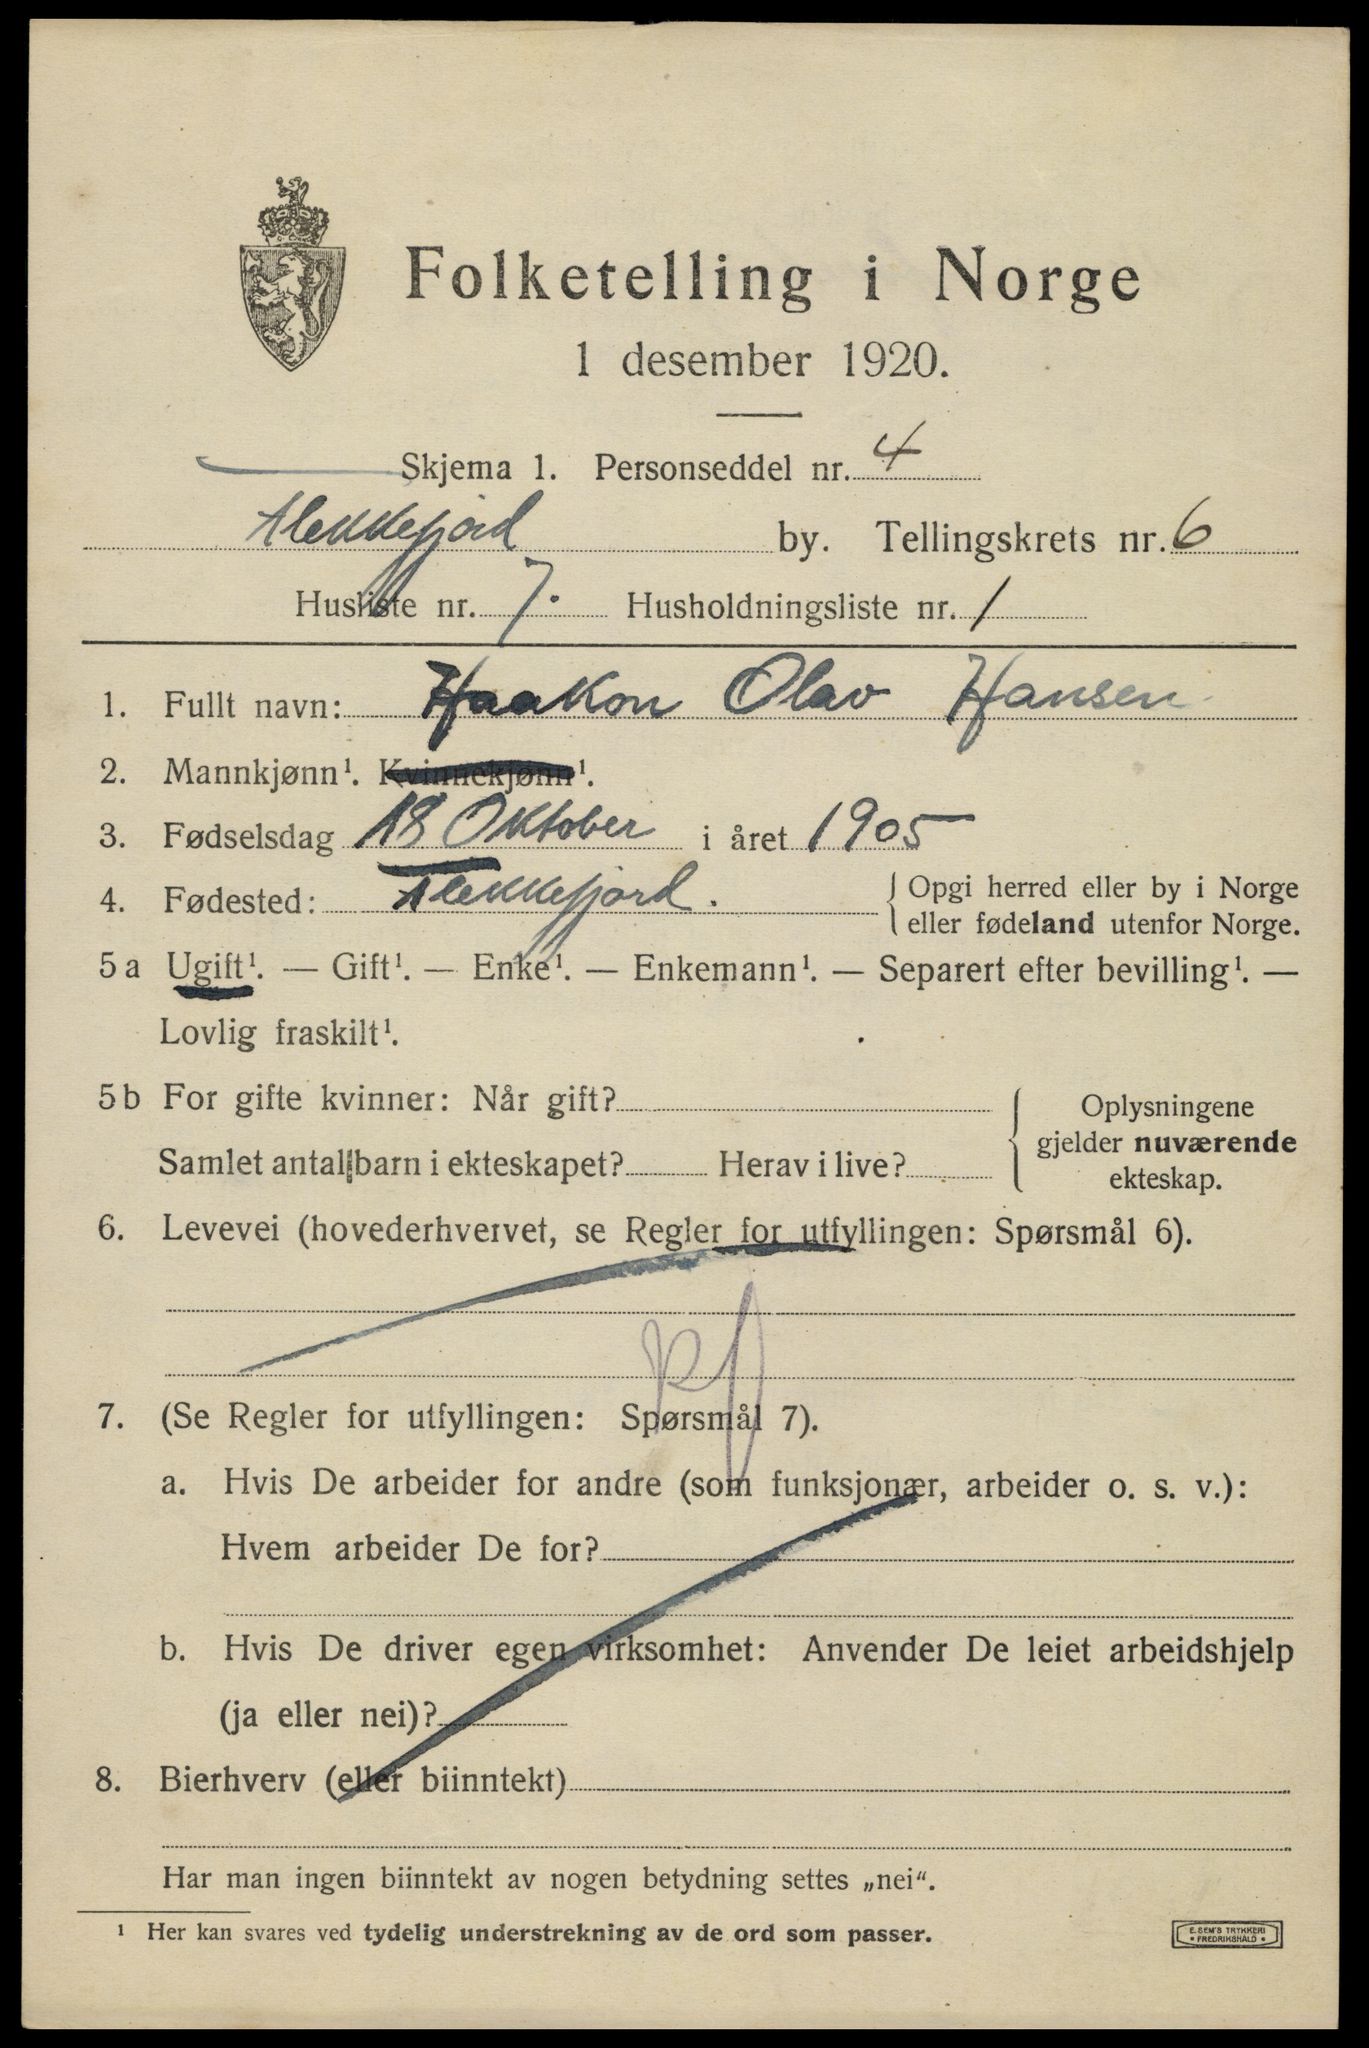 Folketelling i Norge
1 desember 1920.
Skjema 1. Personseddel nr. 4
Flekkefjord by. Tellingskrets nr. 6
Husliste nr. 7. Husholdningsliste nr. 1
1. Fullt navn: Haakon Olav Hansen
2. Mannkjønn¹. Kvinnekjønn¹.
3. Fødselsdag 18 Oktober i året 1905
4. Fødested: Flekkefjord. Opgi herred eller by i Norge
eller fødeland utenfor Norge.
5a Ugift¹. — Gift¹. — Enke¹. — Enkemann¹. — Separert efter bevilling¹. —
Lovlig fraskilt¹.
5b For gifte kvinner: Når gift?
Samlet antall barn i ekteskapet? Herav i live?
Oplysningene
gjelder nuværende
ekteskap.
6. Levevei (hovederhvervet, se Regler for utfyllingen: Spørsmål 6).
7. (Se Regler for utfyllingen: Spørsmål 7).
a. Hvis De arbeider for andre (som funksjonær, arbeider o. s. v.):
Hvem arbeider De for?
b. Hvis De driver egen virksomhet: Anvender De leiet arbeidshjelp
(ja eller nei)?
8. Bierhverv (eller biinntekt)
Har man ingen biinntekt av nogen betydning settes „nei“.
¹ Her kan svares ved tydelig understrekning av de ord som passer.
E. SEM'S TRYKKERI
• FREDRIKSHALD •